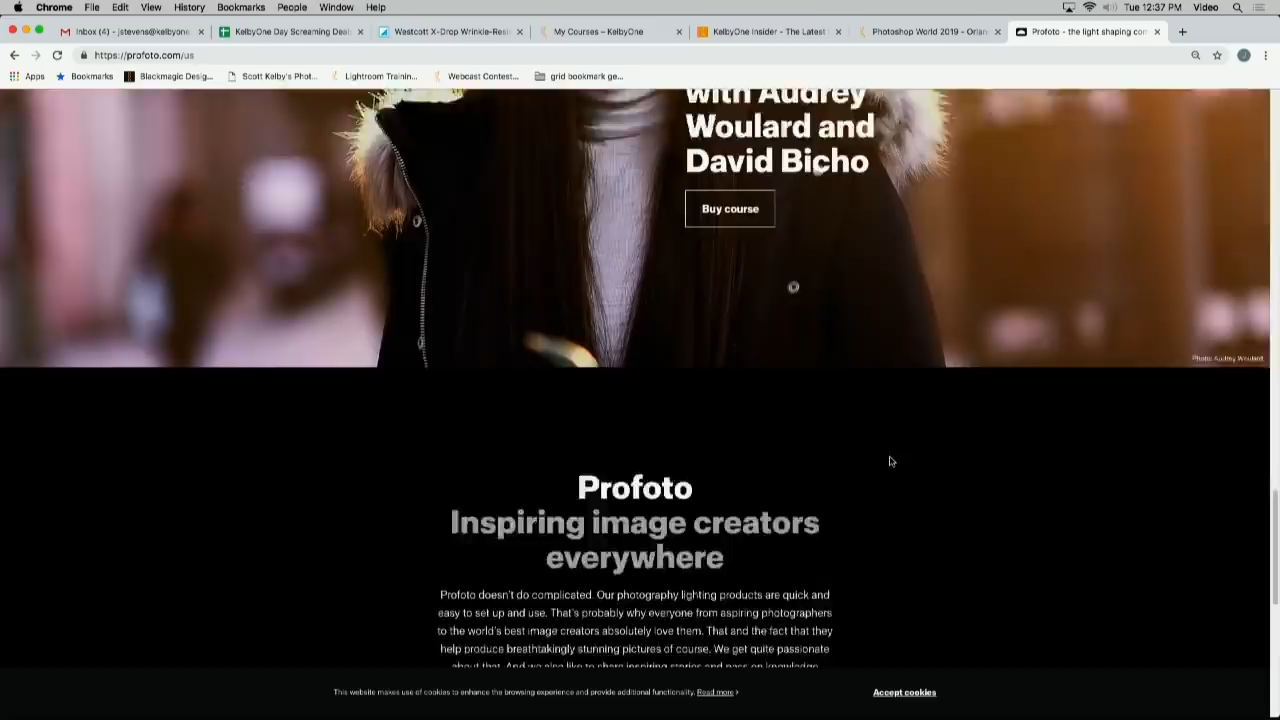 Chrome File Edit View History Bookmarks People Window Help Tue 12:37 PM Video
Inbox (4) - jstevens@kelbyone KelbyOne Day Screaming Deal Westcott X-Drop Wrinkle-Resi My Courses – KelbyOne KelbyOne Insider - The Latest Photoshop World 2019 - Orlan Profoto - the light shaping com
https://profoto.com/us
Apps Bookmarks Blackmagic Desig... Scott Kelby's Phot... Lightroom Trainin... Webcast Contest... grid bookmark ge...
with Audrey
Woulard and
David Bicho
Buy course
Photo: Audrey Woulard
Profoto
Inspiring image creators
everywhere
Profoto doesn't do complicated. Our photography lighting products are quick and
easy to set up and use. That's probably why everyone from aspiring photographers
to the world's best image creators absolutely love them. That and the fact that they
help produce breathtakingly stunning pictures of course. We get quite passionate
about that. And we also like to share inspiring stories and pass on knowledge
This website makes use of cookies to enhance the browsing experience and provide additional functionality. Read more › Accept cookies